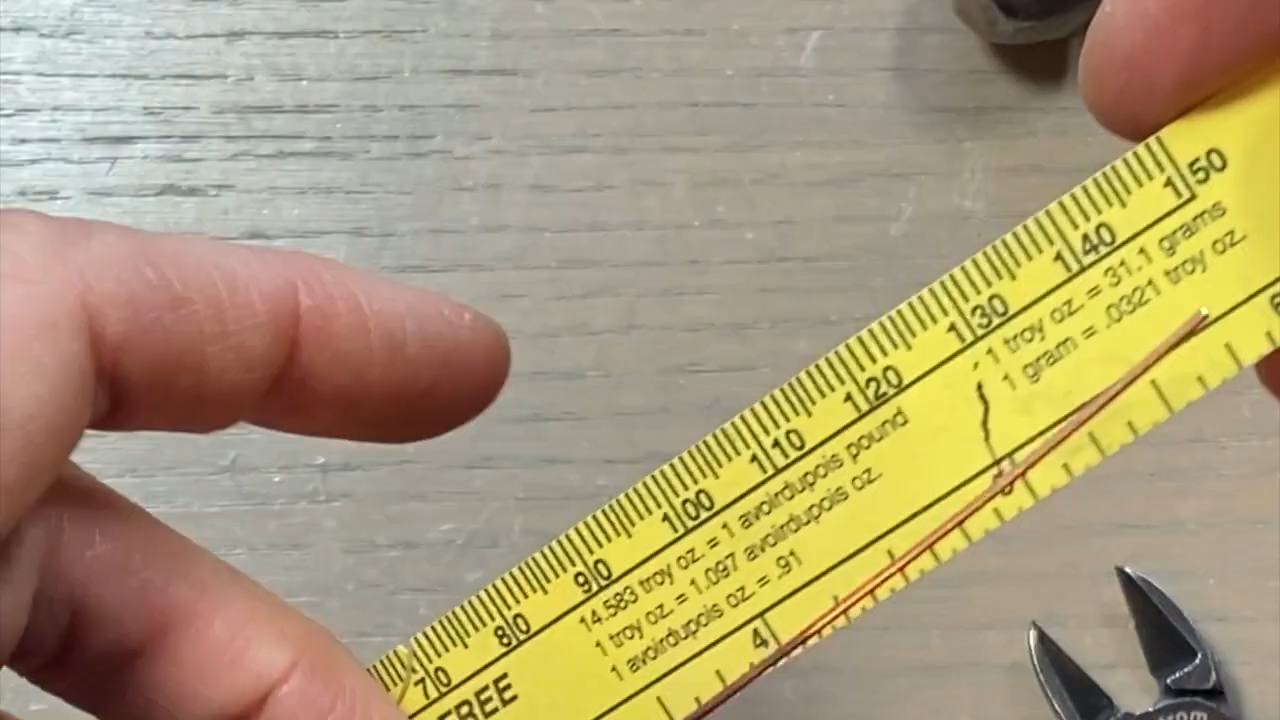 70 80 90 100 110 120 130 140 150
1 troy oz. = 31.1 grams
1 gram = .0321 troy oz.
14.583 troy oz. = 1 avoirdupois pound
1 troy oz. = 1.097 avoirdupois oz.
1 avoirdupois oz. = .91
FREE
4